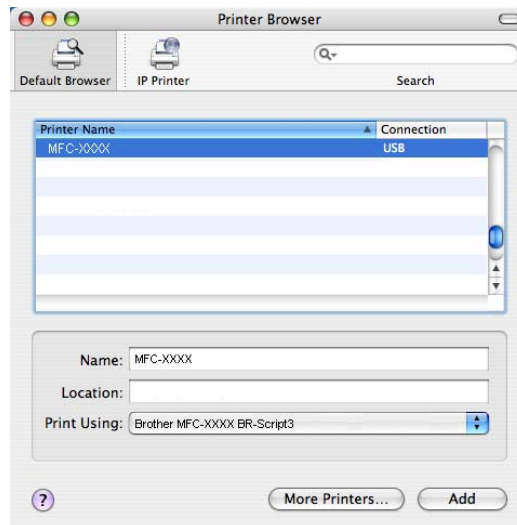 Printer Browser
Default Browser
IP Printer
Search
Printer Name
Connection
MFC-XXXX
USB
Name: MFC-XXXX
Location:
Print Using: Brother MFC-XXXX BR-Script3
?
More Printers...
Add